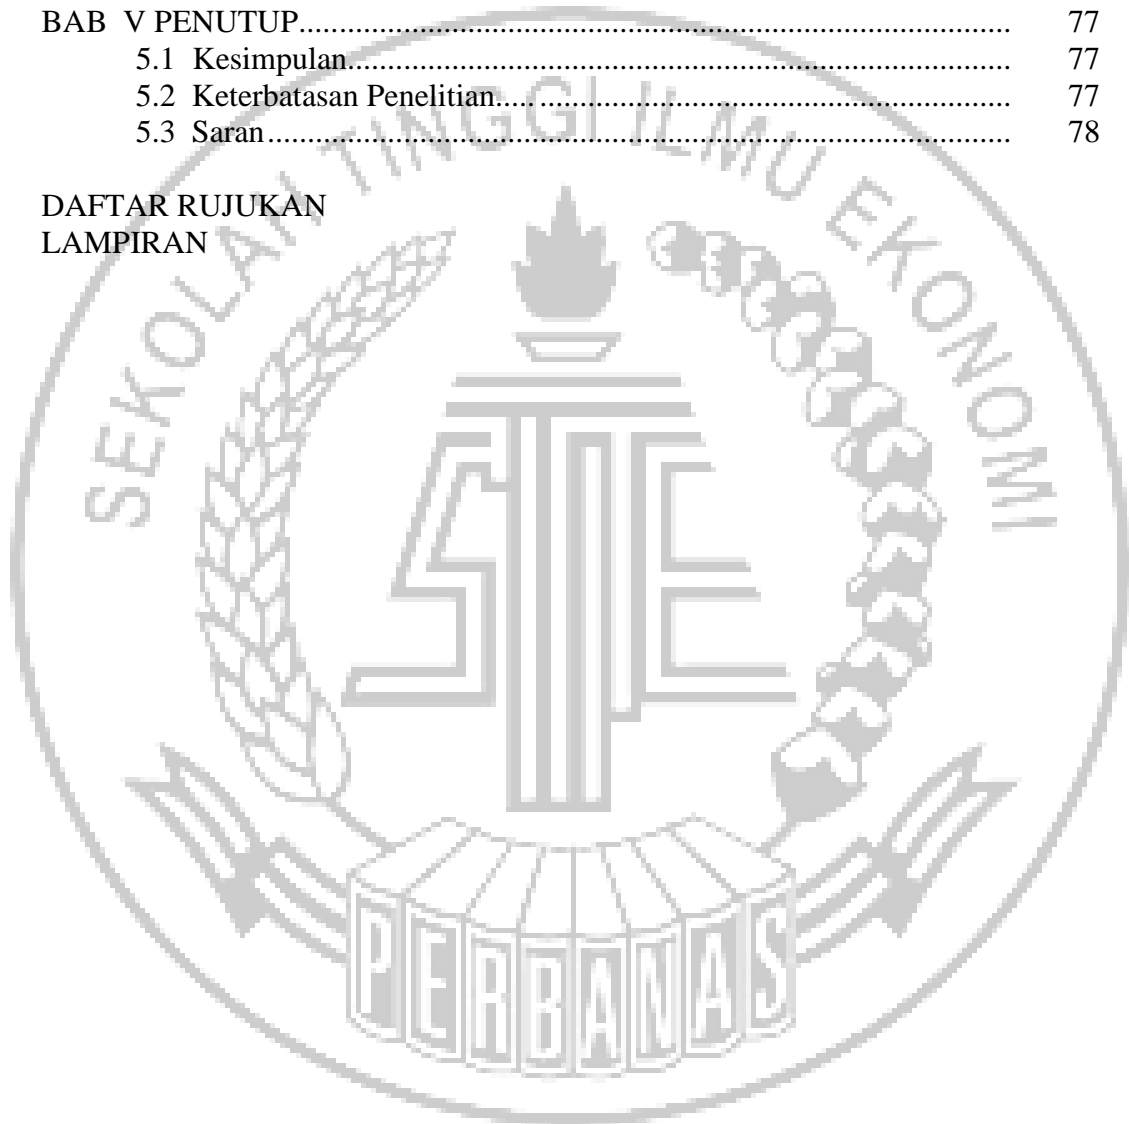 BAB V PENUTUP.......................................................................................... 77
5.1 Kesimpulan................................................................................... 77
5.2 Keterbatasan Penelitian................................................................ 77
5.3 Saran............................................................................................. 78
DAFTAR RUJUKAN
LAMPIRAN
SEKOLAH TINGGI ILMU EKONOMI
STIE
PERBANAS